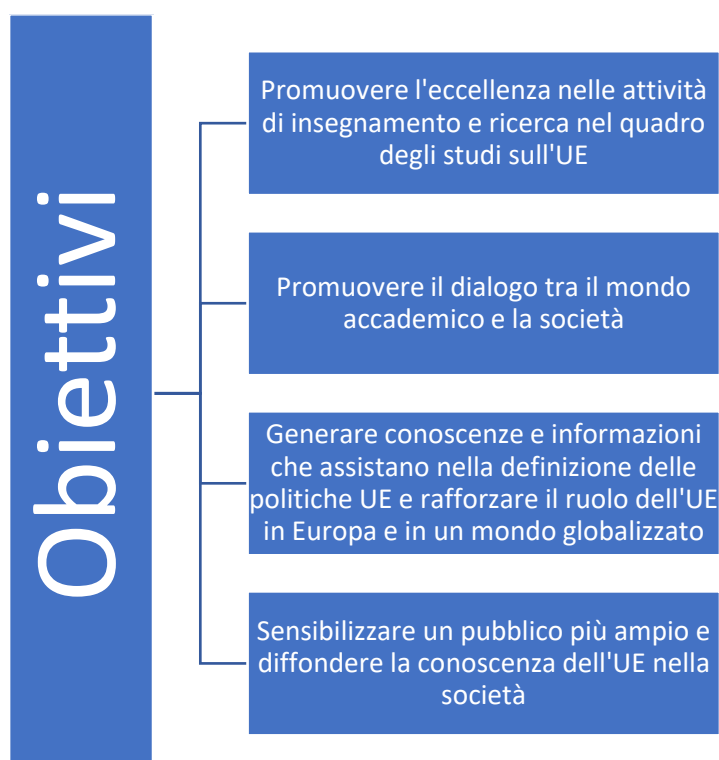 Obiettivi
Promuovere l'eccellenza nelle attività
di insegnamento e ricerca nel quadro
degli studi sull'UE
Promuovere il dialogo tra il mondo
accademico e la società
Generare conoscenze e informazioni
che assistano nella definizione delle
politiche UE e rafforzare il ruolo dell'UE
in Europa e in un mondo globalizzato
Sensibilizzare un pubblico più ampio e
diffondere la conoscenza dell'UE nella
società